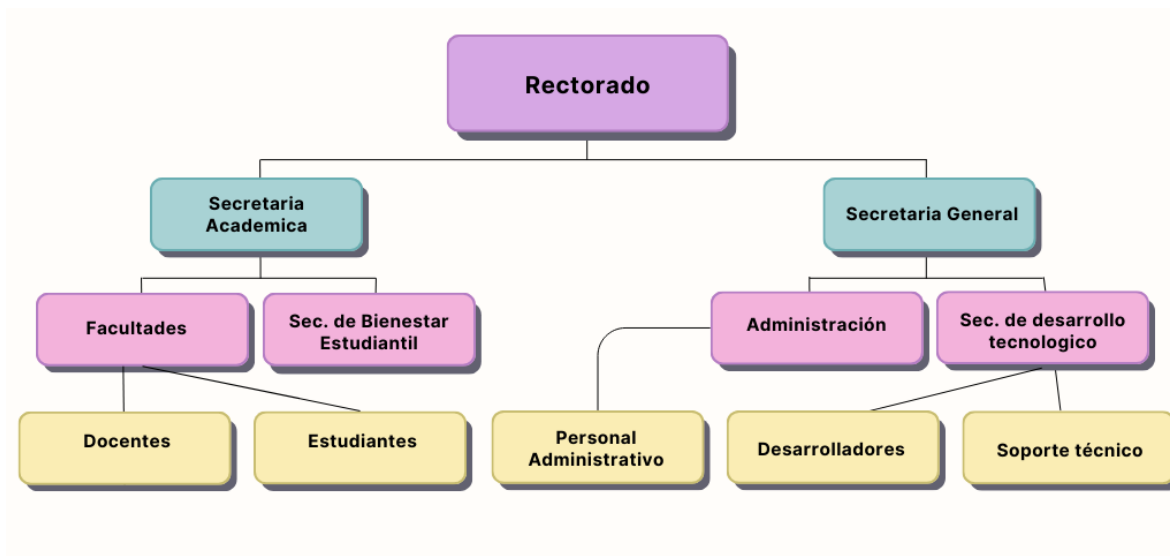 Rectorado
Secretaria
Academica
Secretaria General
Facultades
Sec. de Bienestar
Estudiantil
Administración
Sec. de desarrollo
tecnologico
Docentes
Estudiantes
Personal
Administrativo
Desarrolladores
Soporte técnico